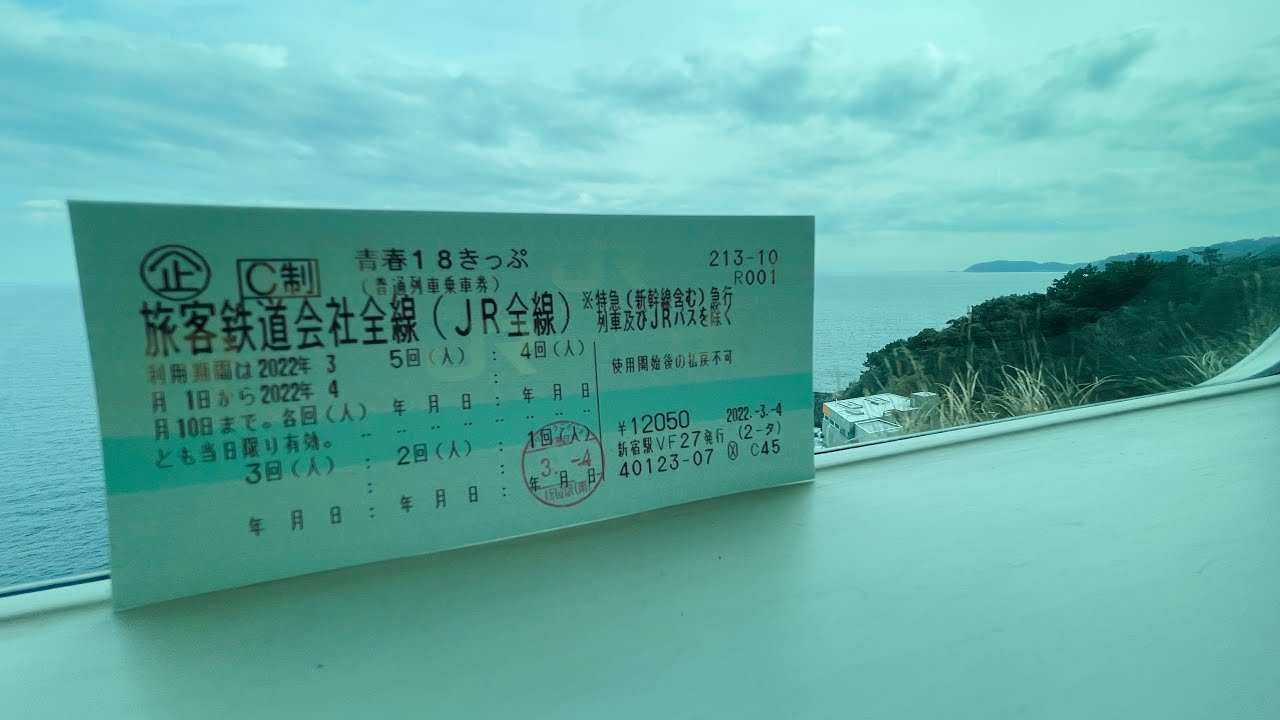 企 C制 青春18きっぷ 213-10
(普通列車乗車券) R001
旅客鉄道会社全線(JR全線) ※特急(新幹線含む)急行
列車及びJRバスを除く
利用期間は2022年 3
月 1日から2022年 4
月10日まで。各回(人)
とも当日限り有効。
5回(人) : 4回(人)
年 月 日 : 年 月 日
3回(人) : 2回(人) : 1回(人)
年 月 日 : 年 月 日 : 年 月 日
3.-4
使用開始後の払戻不可
¥12050 2022.-3.-4
新宿駅VF27発行 (2-タ)
40123-07 C45